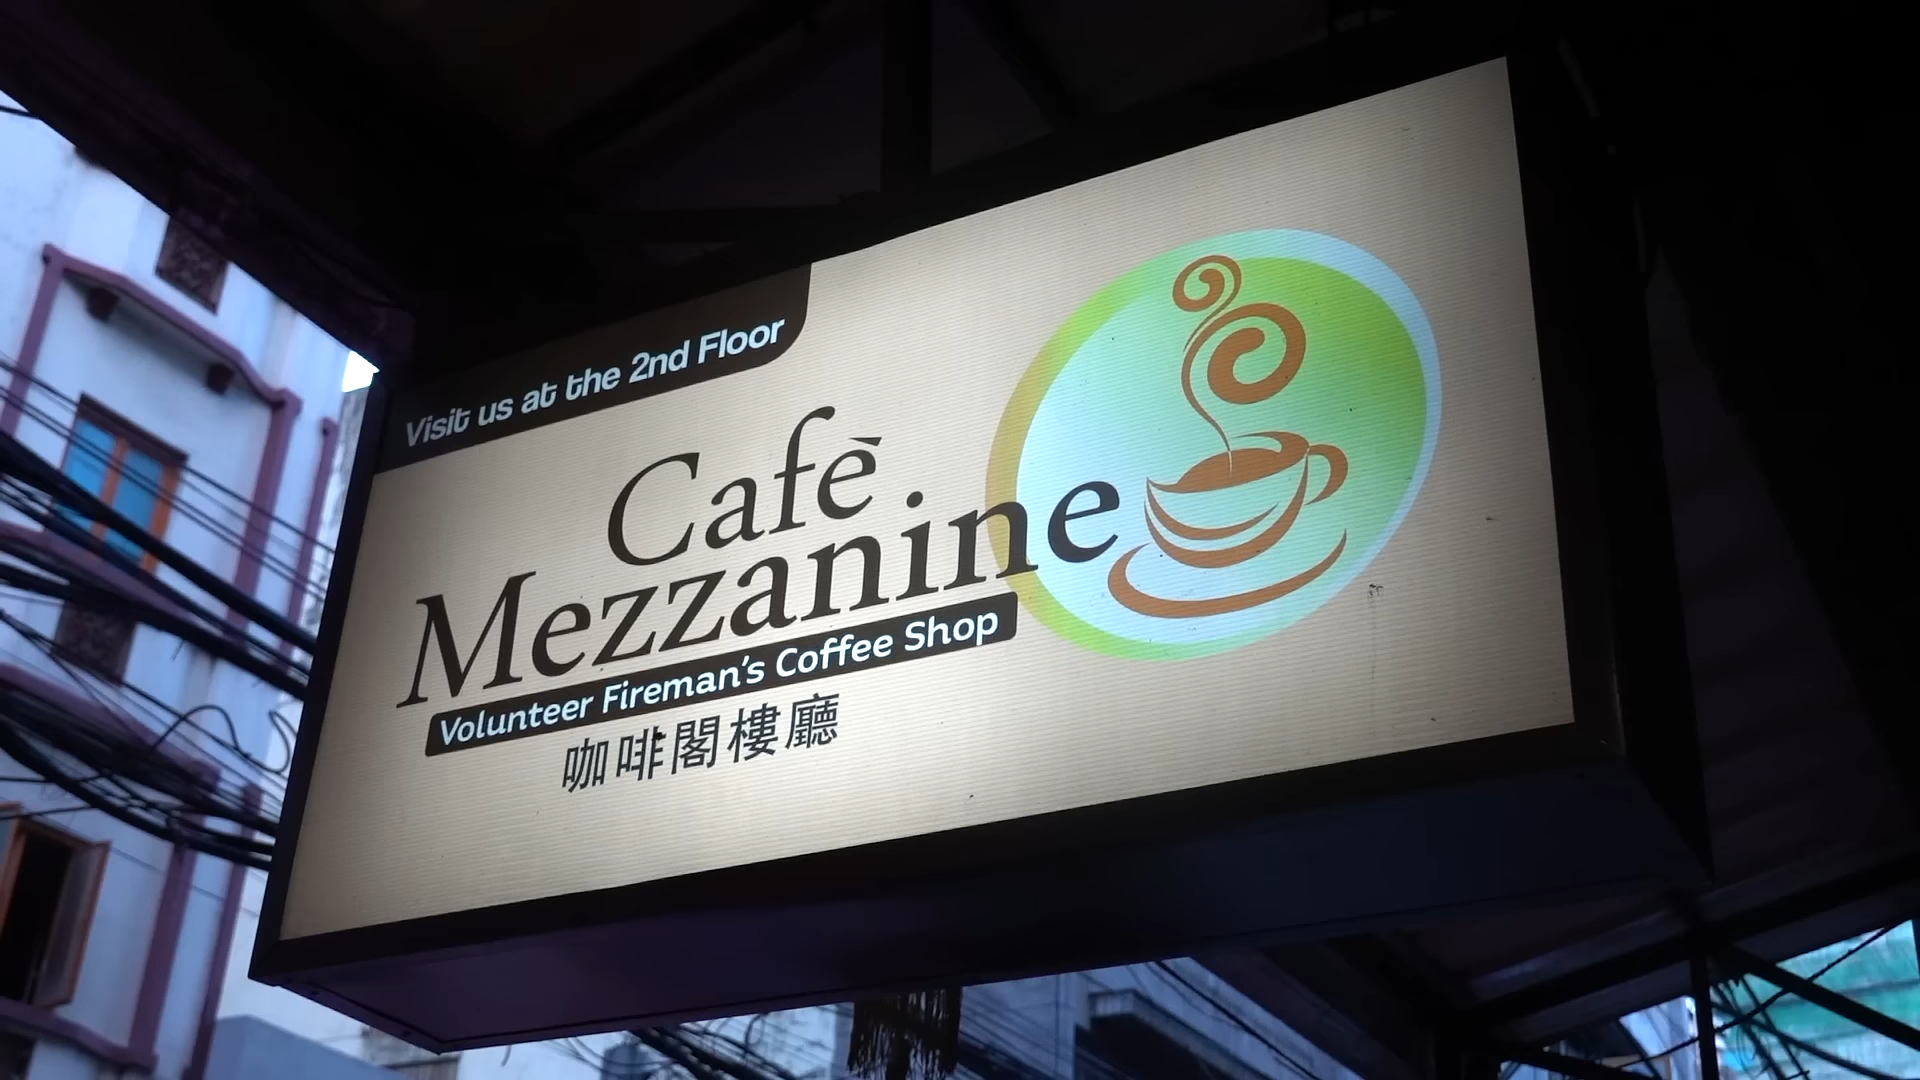 Visit us at the 2nd Floor
Cafè
Mezzanine
Volunteer Fireman's Coffee Shop
咖啡閣樓廳